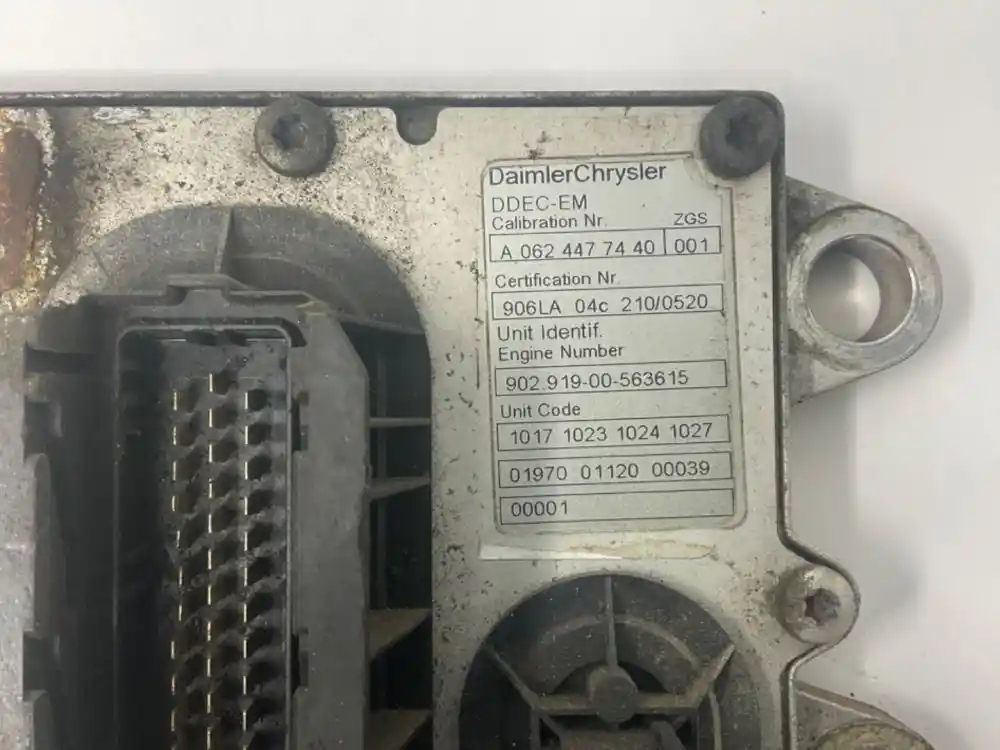 DaimlerChrysler
DDEC-EM
Calibration Nr. ZGS
A 062 447 74 40 001
Certification Nr
906LA 04c 210/0520
Unit Identif.
Engine Number
902.919-00-563615
Unit Code
1017 1023 1024 1027
01970 01120 00039
00001